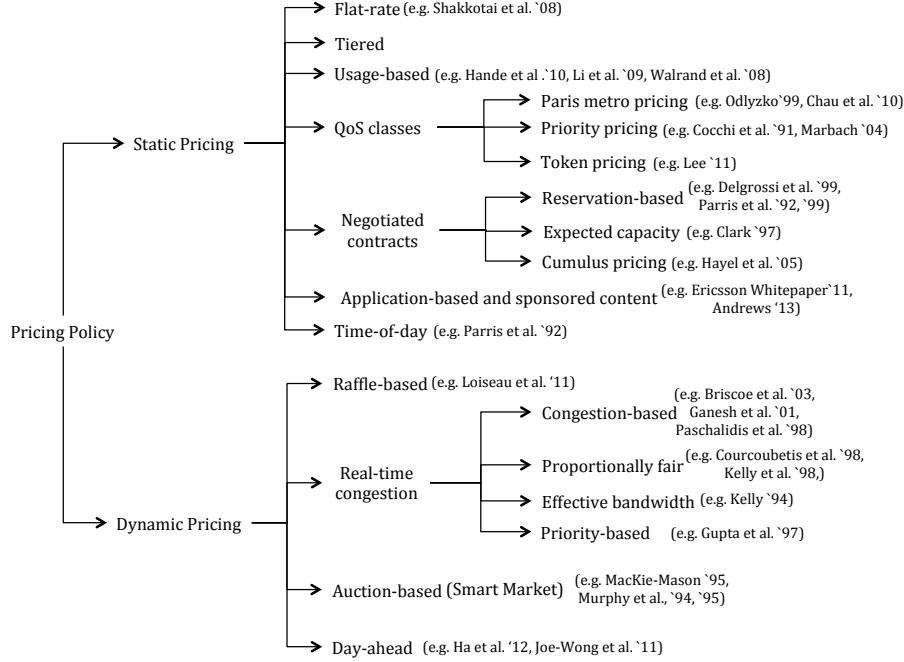 Flat-rate (e.g. Shakkotai et al. `08)
Tiered
Usage-based (e.g. Hande et al .`10, Li et al. `09, Walrand et al. `08)
Paris metro pricing (e.g. Odlyzko`99, Chau et al. `10)
QoS classes
Priority pricing (e.g. Cocchi et al. `91, Marbach `04)
Static Pricing
Token pricing (e.g. Lee `11)
Reservation-based (e.g. Delgrossi et al. `99,
Parris et al. `92, `99)
Negotiated
contracts
Expected capacity (e.g. Clark `97)
Cumulus pricing (e.g. Hayel et al. `05)
Application-based and sponsored content (e.g. Ericsson Whitepaper`11,
Andrews ‘13)
Time-of-day (e.g. Parris et al. `92)
Pricing Policy
Raffle-based (e.g. Loiseau et al. ‘11)
Congestion-based (e.g. Briscoe et al. `03,
Ganesh et al. `01,
Paschalidis et al. `98)
Real-time
congestion
Proportionally fair (e.g. Courcoubetis et al. `98,
Kelly et al. `98,)
Effective bandwidth (e.g. Kelly `94)
Dynamic Pricing
Priority-based (e.g. Gupta et al. `97)
Auction-based (Smart Market) (e.g. MacKie-Mason `95,
Murphy et al., `94, `95)
Day-ahead (e.g. Ha et al. ‘12, Joe-Wong et al. `11)